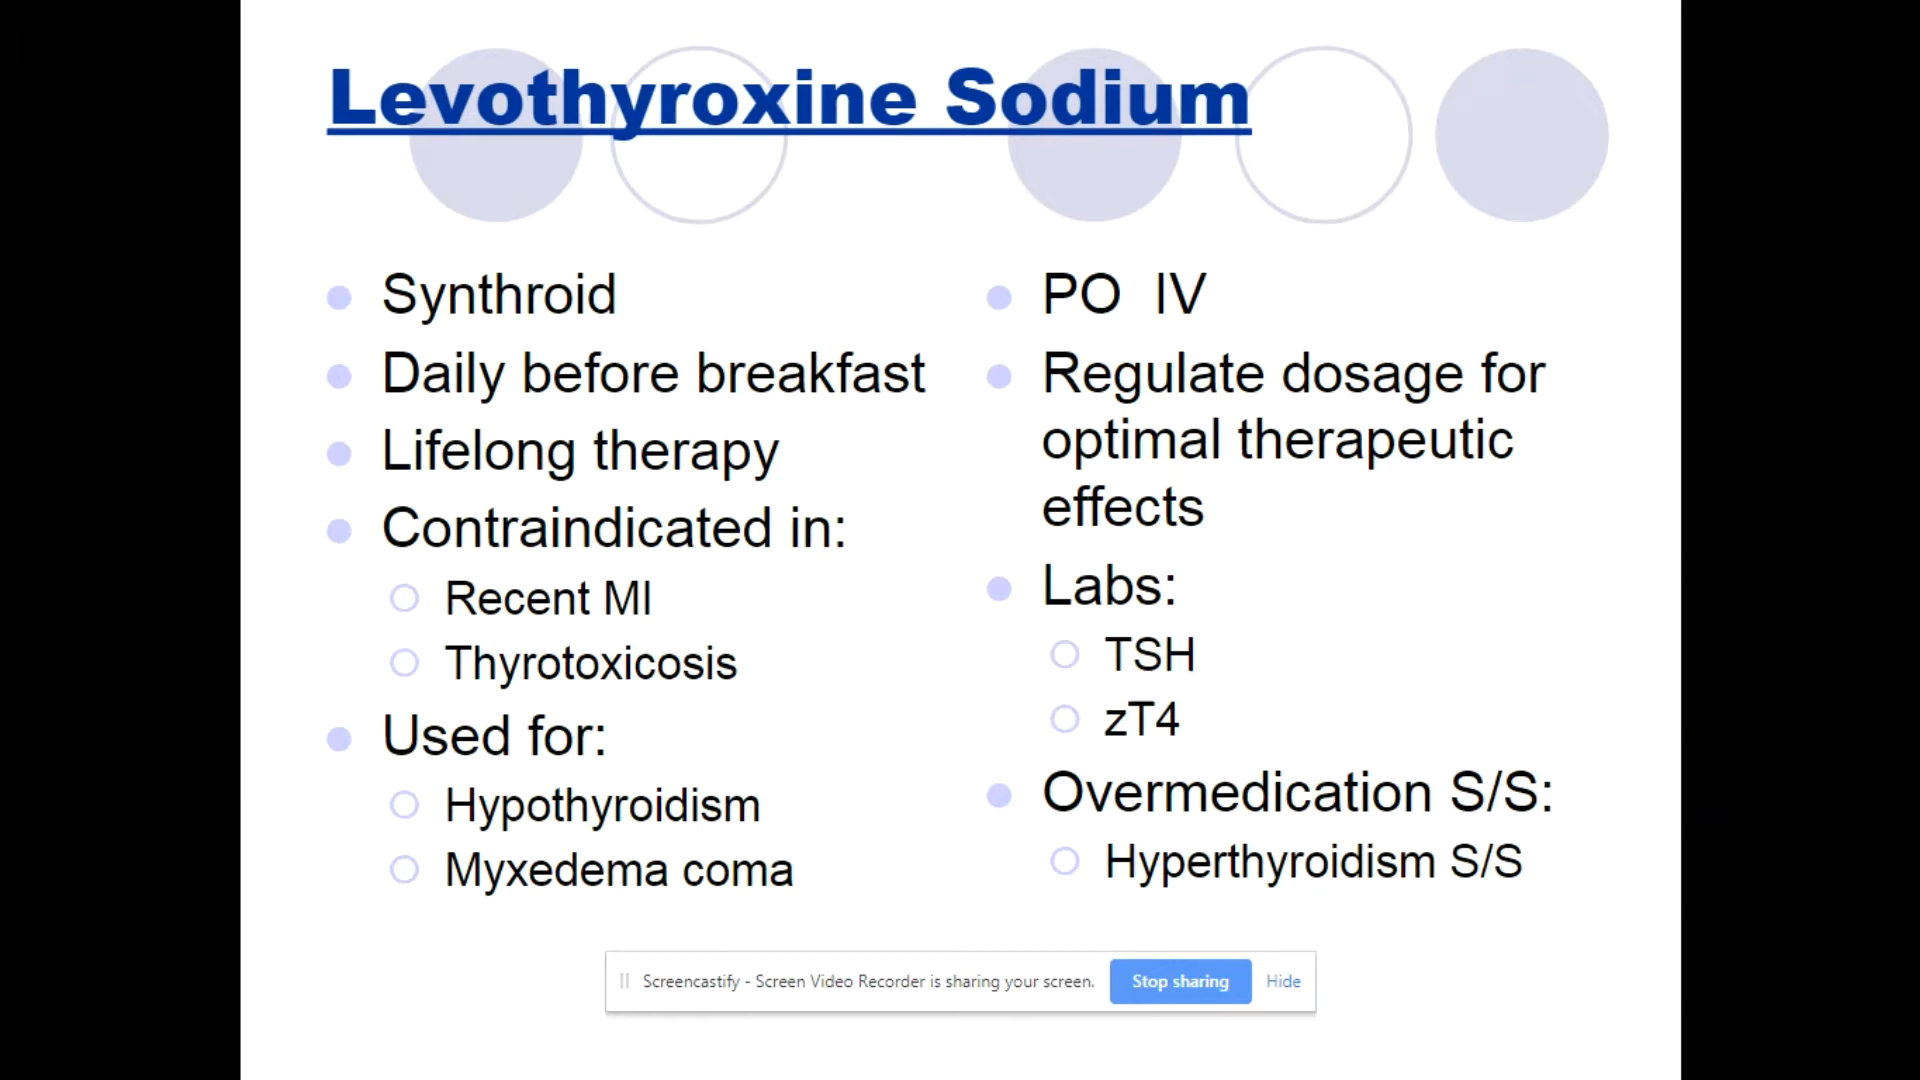 Levothyroxine Sodium
Synthroid
Daily before breakfast
Lifelong therapy
Contraindicated in:
Recent MI
Thyrotoxicosis
Used for:
Hypothyroidism
Myxedema coma
PO IV
Regulate dosage for
optimal therapeutic
effects
Labs:
TSH
zT4
Overmedication S/S:
Hyperthyroidism S/S
Screencastify - Screen Video Recorder is sharing your screen. Stop sharing Hide